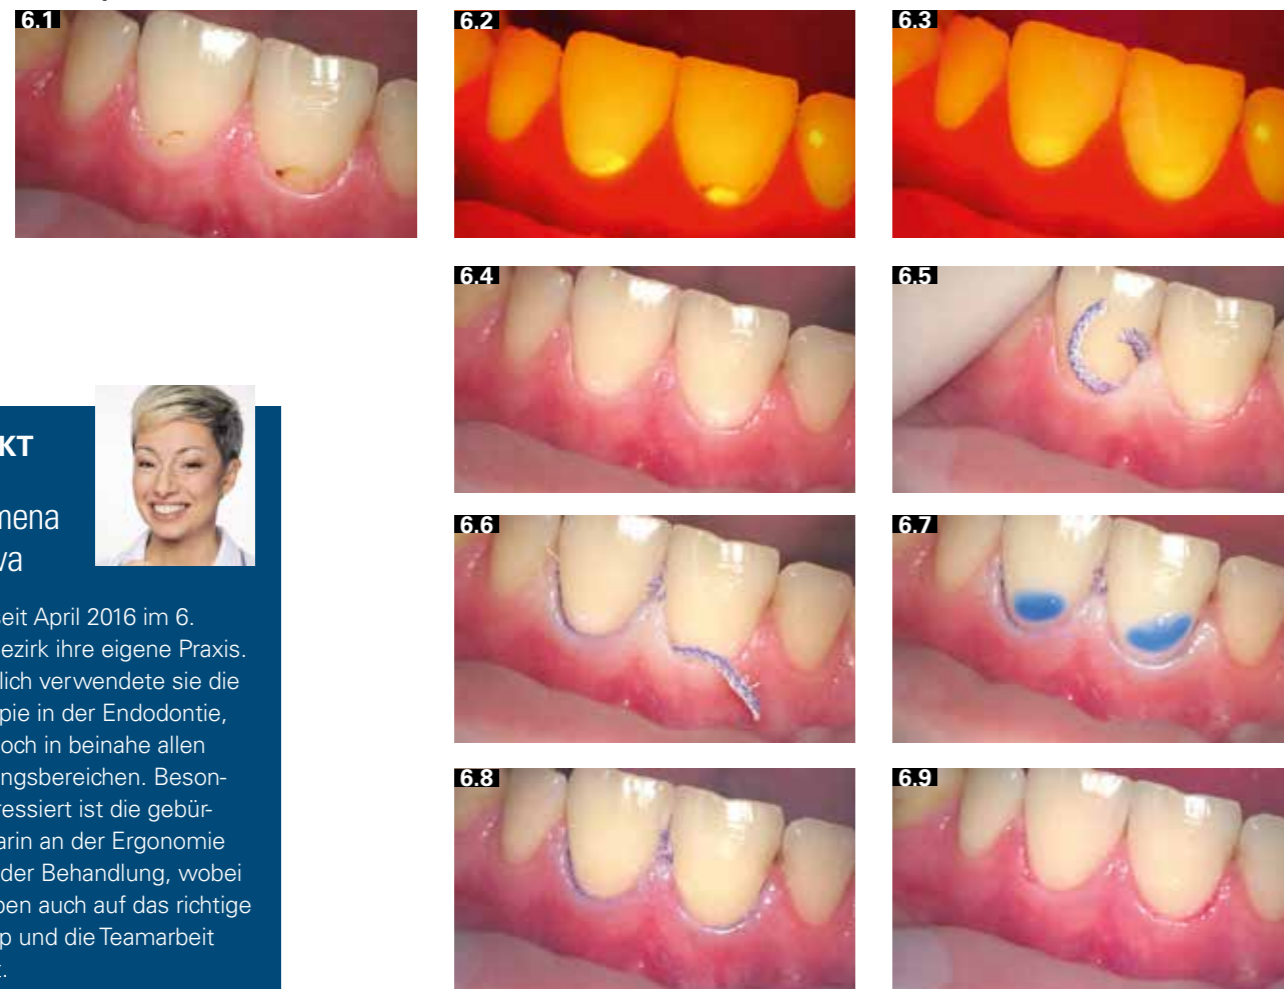 6.1
6.2
6.3
6.4
6.5
6.6
6.7
6.8
6.9
KT
mena
va
seit April 2016 im 6.
ezirk ihre eigene Praxis.
lich verwendete sie die
pie in der Endodontie,
och in beinahe allen
ngsbereichen. Beson-
ressiert ist die gebür-
arin an der Ergonomie
der Behandlung, wobei
ben auch auf das richtige
p und die Teamarbeit
t.